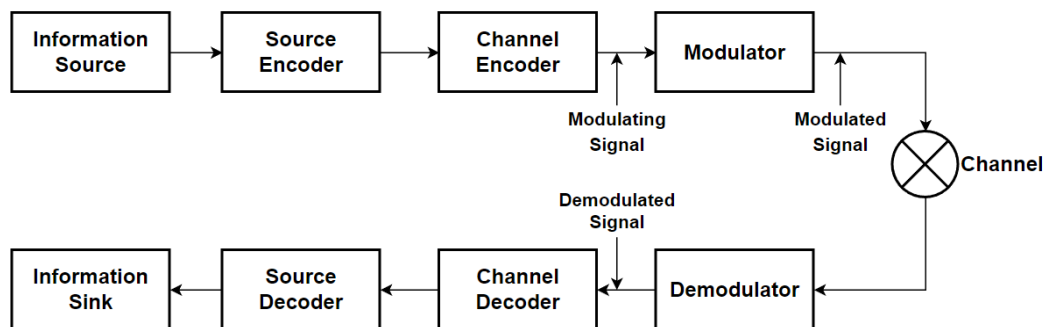 Information
Source
Source
Encoder
Channel
Encoder
Modulator
Modulating
Signal
Modulated
Signal
Channel
Demodulated
Signal
Information
Sink
Source
Decoder
Channel
Decoder
Demodulator